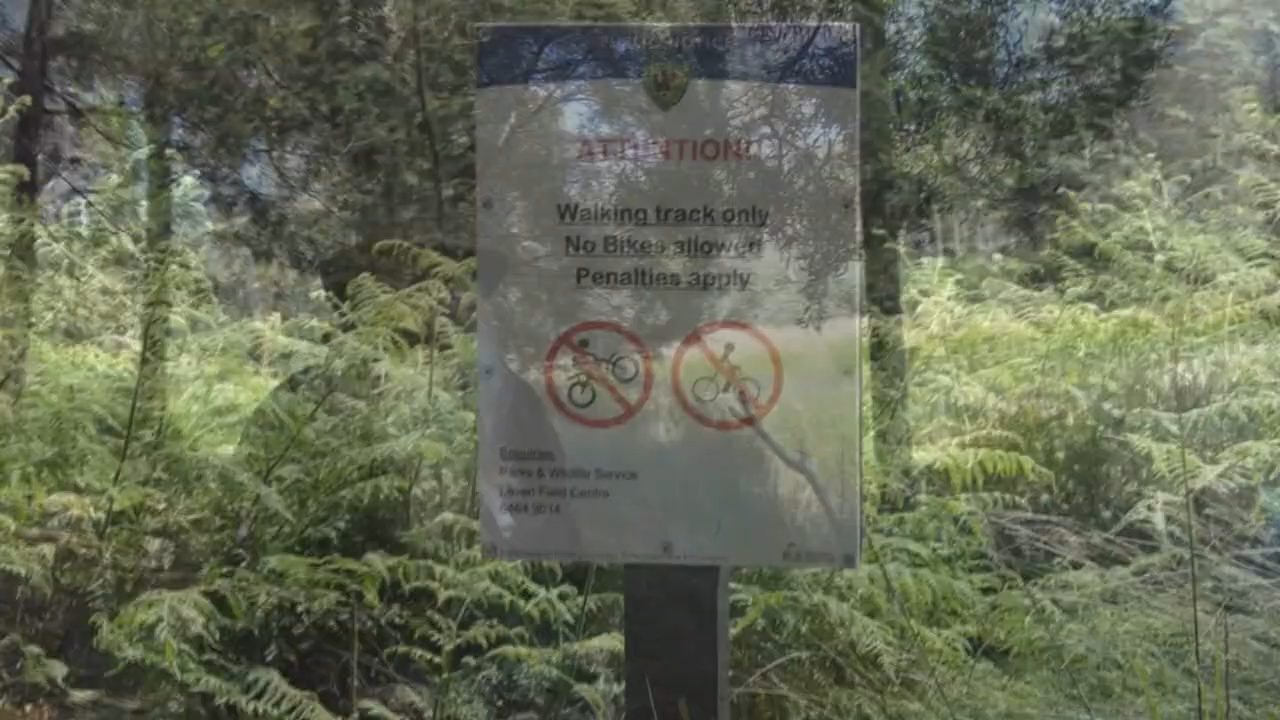 ATTENTION!
Walking track only
No Bikes allowed
Penalties apply
Enquiries
Parks & Wildlife Service
Field Centre